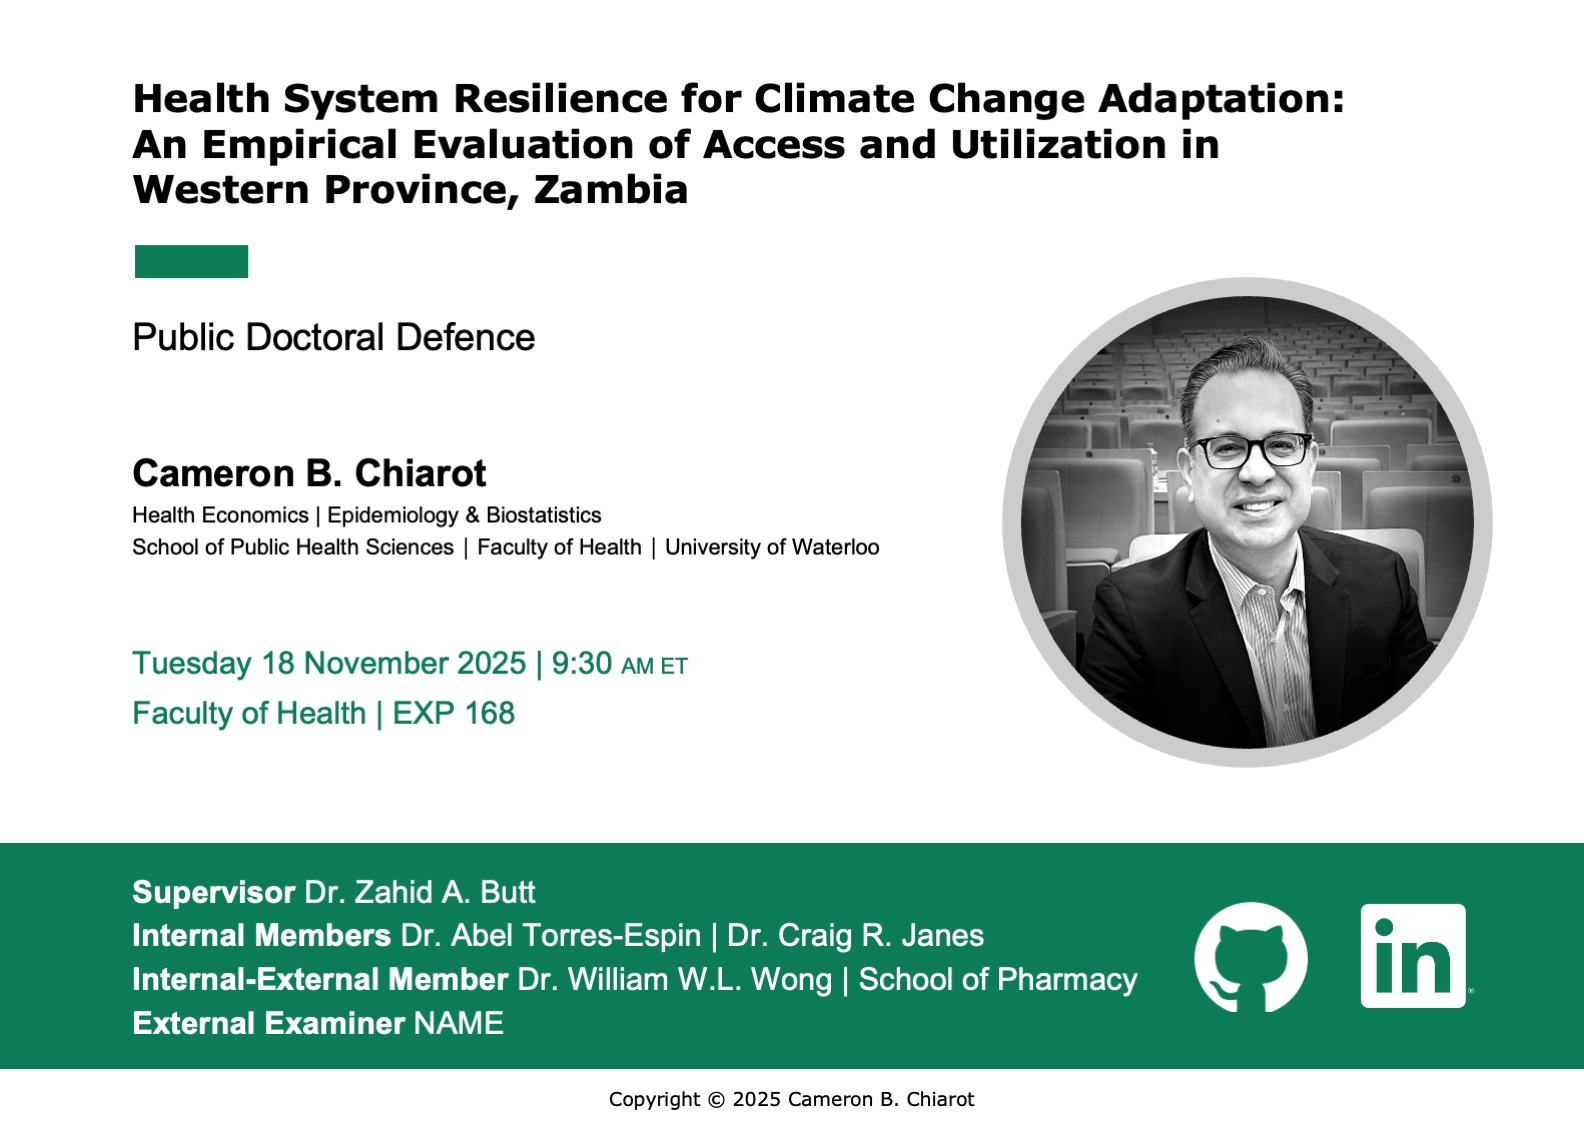 Health System Resilience for Climate Change Adaptation:
An Empirical Evaluation of Access and Utilization in
Western Province, Zambia
Public Doctoral Defence
Cameron B. Chiarot
Health Economics | Epidemiology & Biostatistics
School of Public Health Sciences | Faculty of Health | University of Waterloo
Tuesday 18 November 2025 | 9:30 AM ET
Faculty of Health | EXP 168
Supervisor Dr. Zahid A. Butt
Internal Members Dr. Abel Torres-Espin | Dr. Craig R. Janes
Internal-External Member Dr. William W.L. Wong | School of Pharmacy
External Examiner NAME
in®
Copyright © 2025 Cameron B. Chiarot